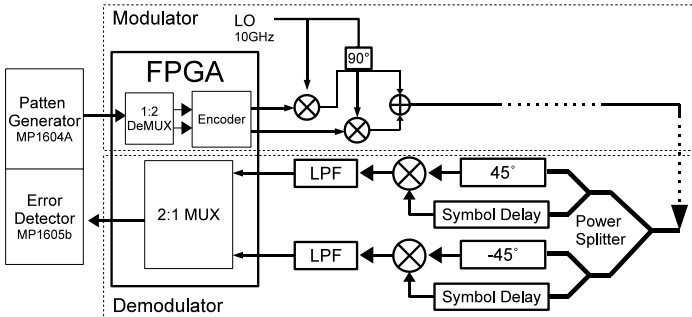 Modulator
LO
10GHz
90°
FPGA
Patten
Generator
MP1604A
1:2
DeMUX
Encoder
Error
Detector
MP1605b
2:1 MUX
LPF
45°
Symbol Delay
Power
Splitter
LPF
-45°
Symbol Delay
Demodulator